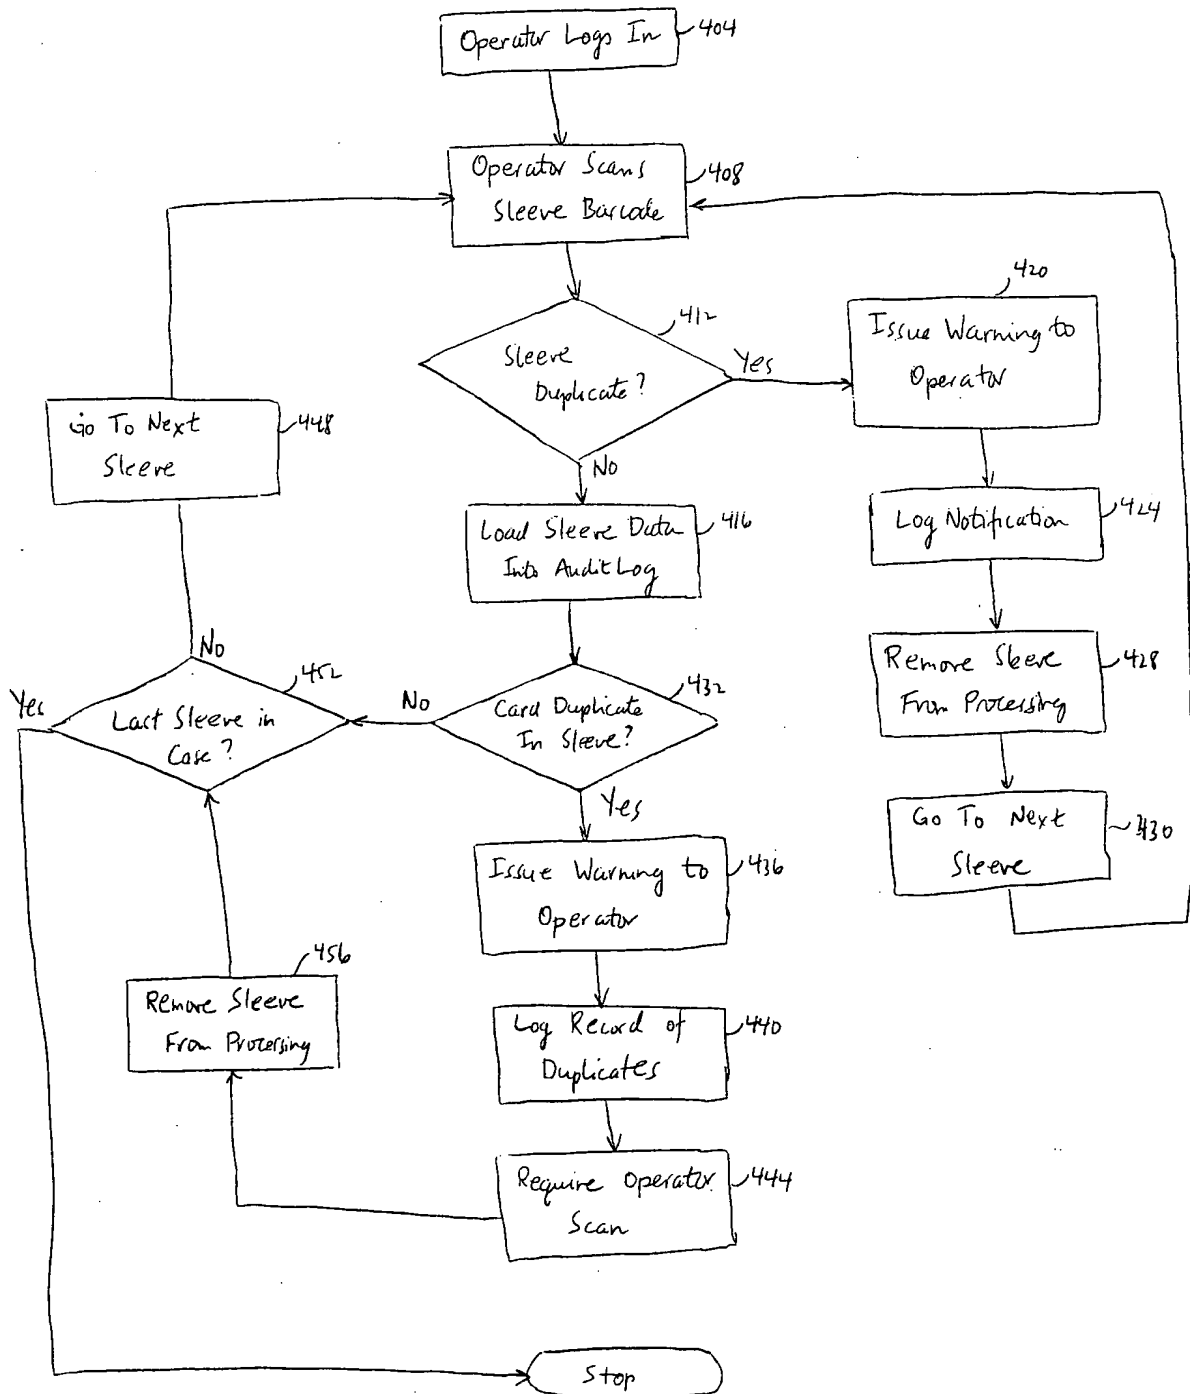 Operator Logs In
404
Operator Scans
Sleeve Barcode
408
Sleeve
Duplicate?
412
Yes
No
Issue Warning to
Operator
420
Go To Next
Sleeve
448
Load Sleeve Data
Into Audit Log
416
Log Notification
424
Remove Sleeve
From Processing
428
Go To Next
Sleeve
430
Card Duplicate
In Sleeve?
432
No
Yes
Last Sleeve in
Case?
452
No
Yes
Issue Warning to
Operator
436
Log Record of
Duplicates
440
Require Operator
Scan
444
Remove Sleeve
From Processing
456
Stop